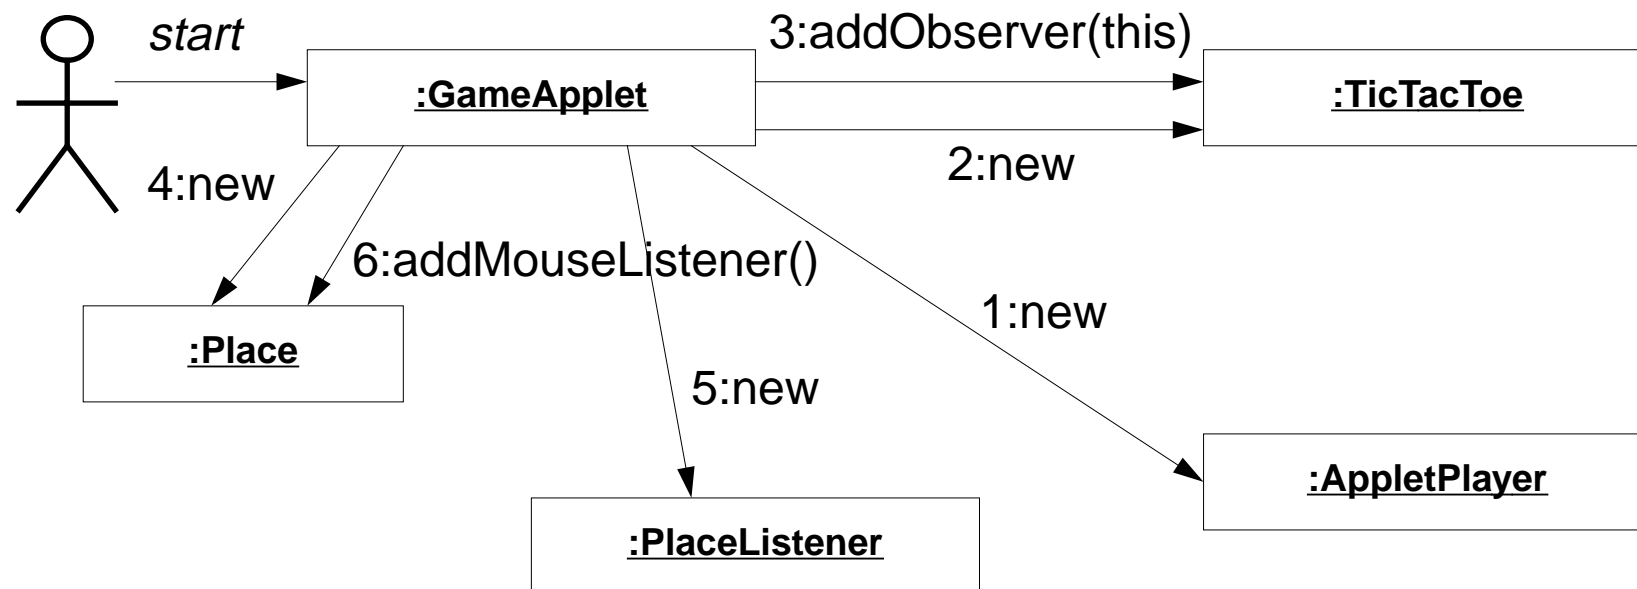 start
3:addObserver(this)
:GameApplet
:TicTacToe
2:new
4:new
6:addMouseListener()
1:new
:Place
5:new
:AppletPlayer
:PlaceListener